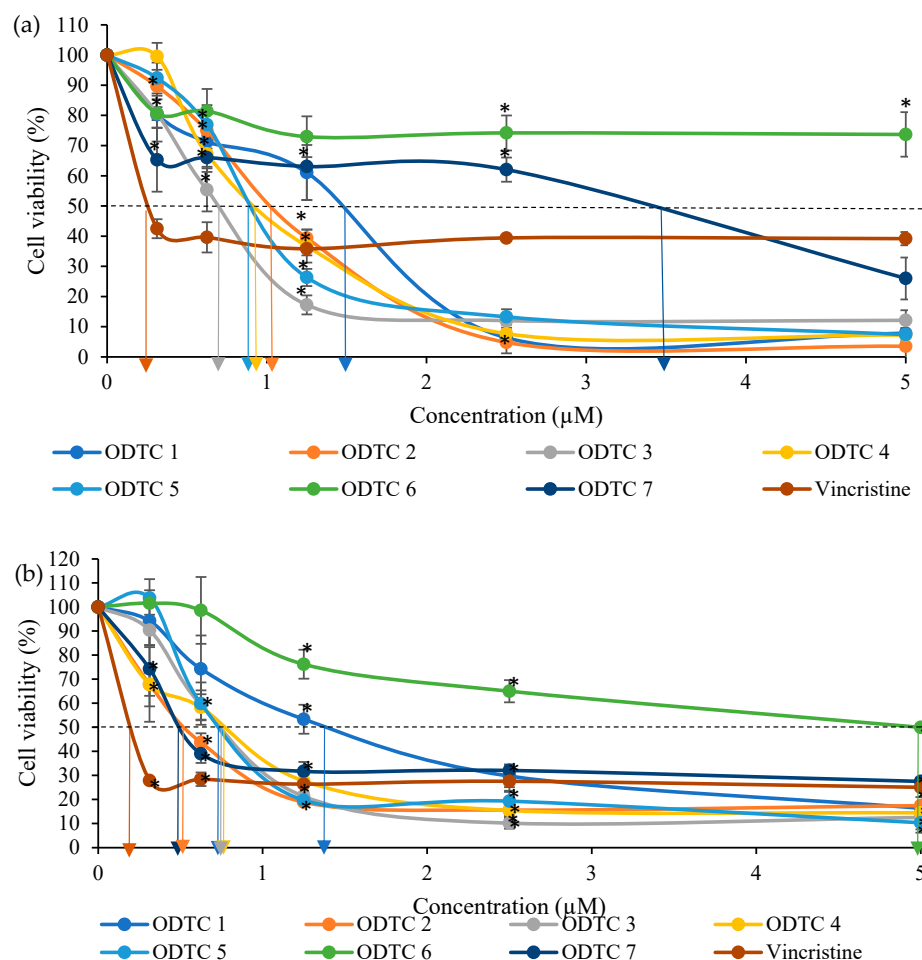 (a)
110
100
90
80
70
60
50
40
30
20
10
0
Cell viability (%)
0 1 2 3 4 5
Concentration (µM)
ODTC 1 ODTC 2 ODTC 3 ODTC 4
ODTC 5 ODTC 6 ODTC 7 Vincristine
(b)
120
110
100
90
80
70
60
50
40
30
20
10
0
Cell viability (%)
0 1 2 3 4 5
Concentration (µM)
ODTC 1 ODTC 2 ODTC 3 ODTC 4
ODTC 5 ODTC 6 ODTC 7 Vincristine